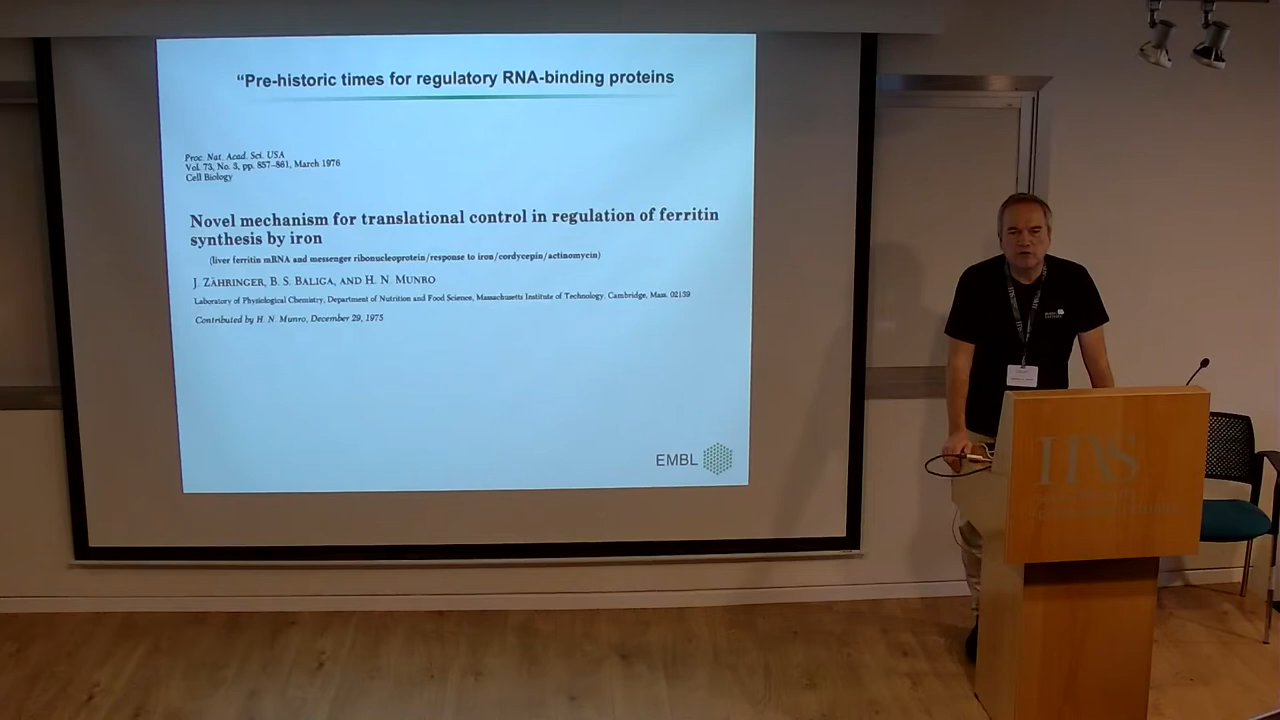 “Pre-historic times for regulatory RNA-binding proteins
Proc. Nat. Acad. Sci. USA
Vol. 73, No. 3, pp. 857-861, March 1976
Cell Biology
Novel mechanism for translational control in regulation of ferritin
synthesis by iron
(liver ferritin mRNA and messenger ribonucleoprotein/response to iron/cordycepin/actinomycin)
J. ZÄHRINGER, B. S. BALIGA, AND H. N. MUNRO
Laboratory of Physiological Chemistry, Department of Nutrition and Food Science, Massachusetts Institute of Technology, Cambridge, Mass. 02139
Contributed by H. N. Munro, December 29, 1975
EMBL
IIAS